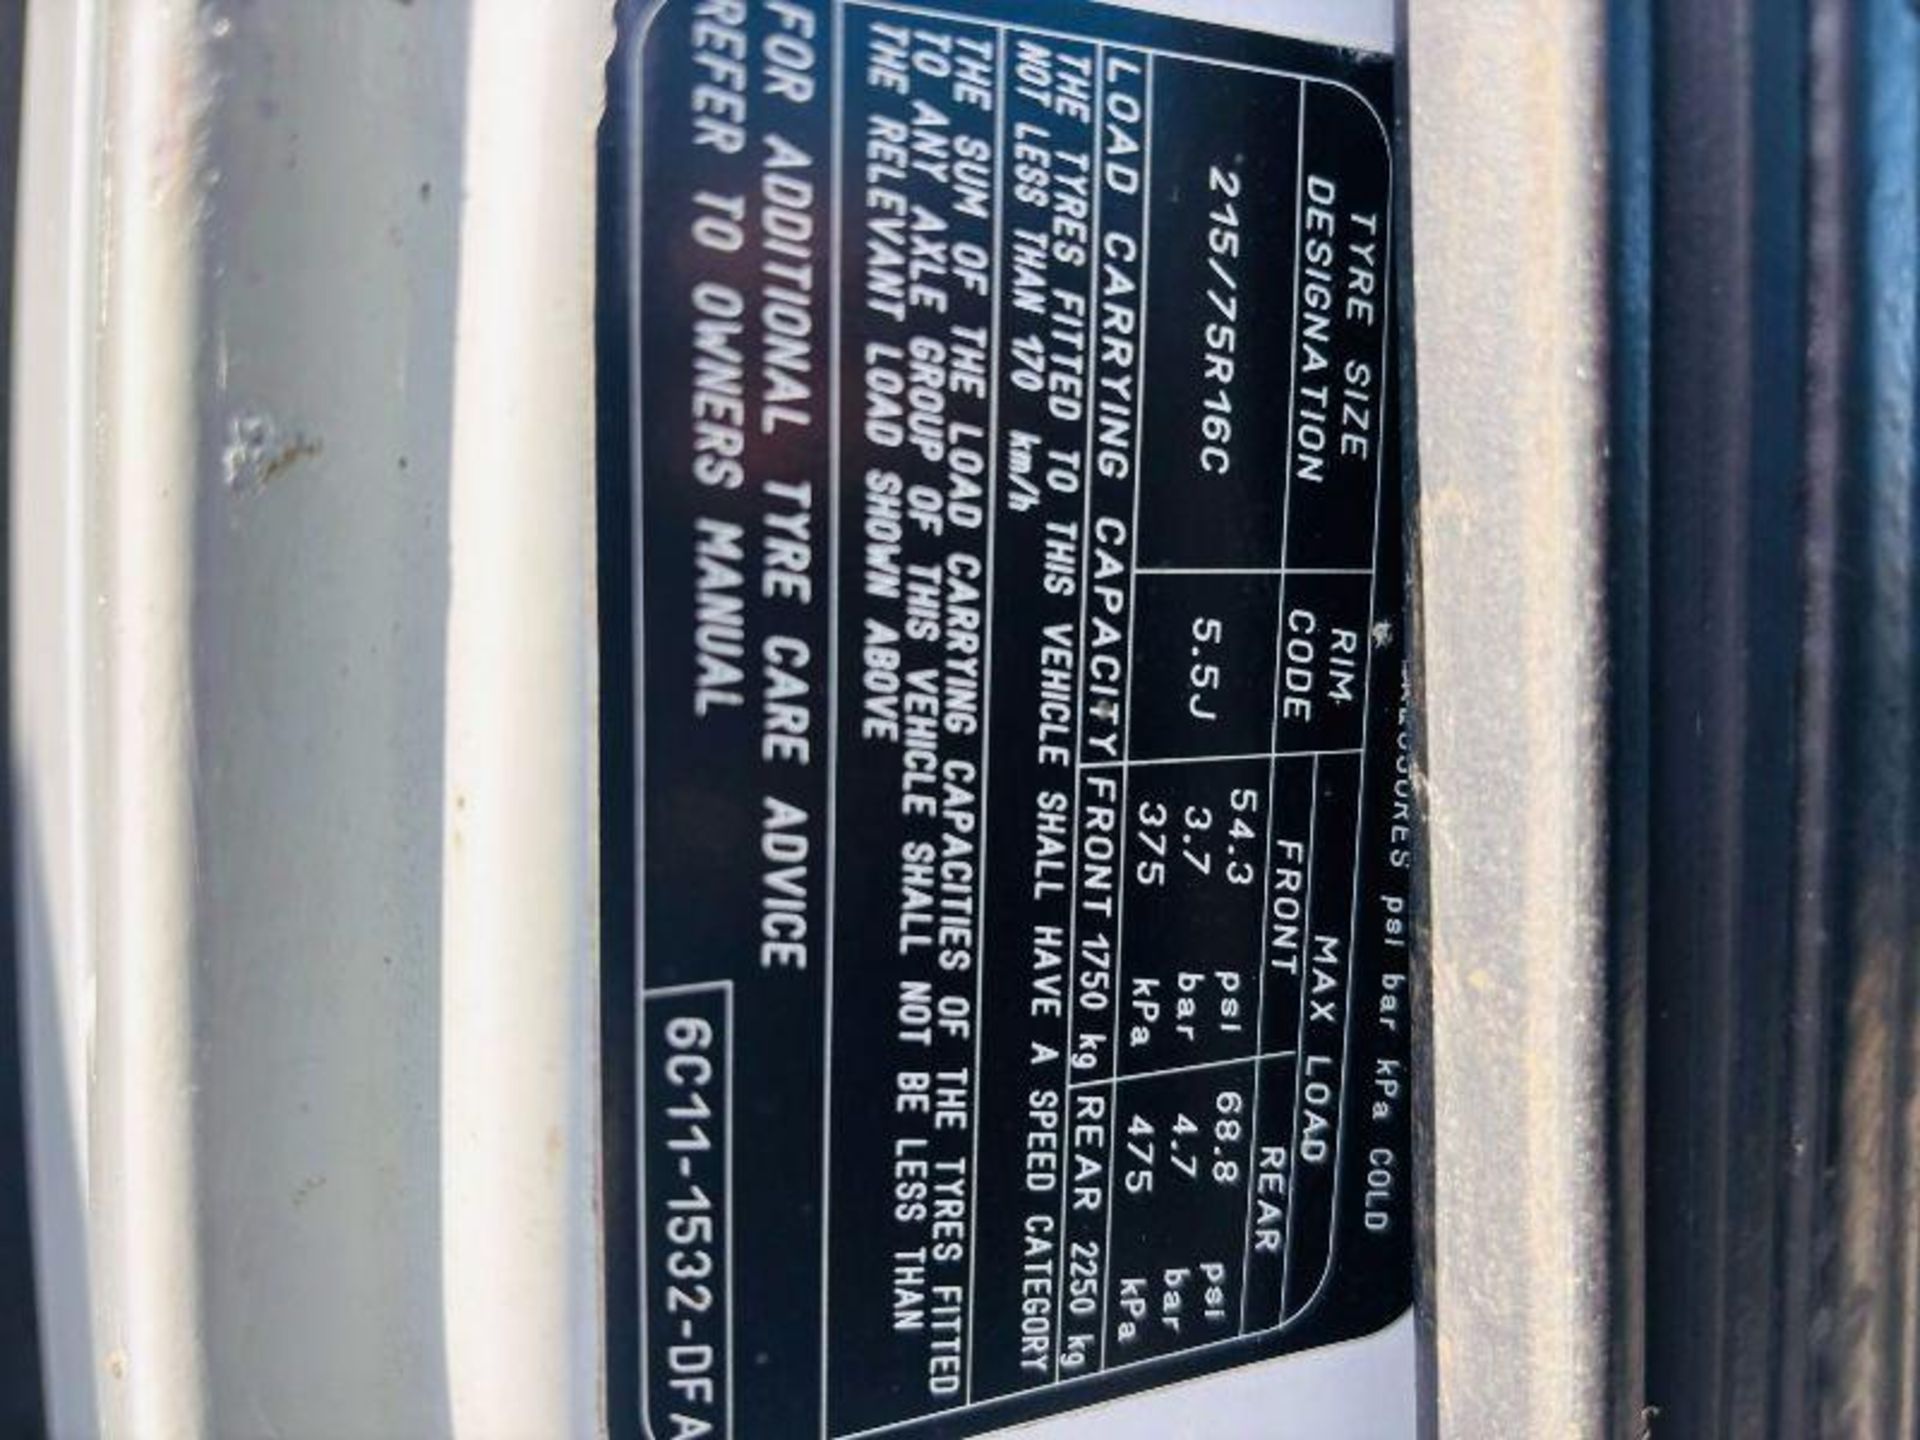 psi bar kPa COLD
TYRE SIZE DESIGNATION RIM CODE MAX LOAD
FRONT REAR
215/75R16C 5.5J 54.3 psi 68.8 psi
3.7 bar 4.7 bar
375 kPa 475 kPa
LOAD CARRYING CAPACITY FRONT 1750 kg REAR 2250 kg
THE TYRES FITTED TO THIS VEHICLE SHALL HAVE A SPEED CATEGORY
NOT LESS THAN 170 km/h
THE SUM OF THE LOAD CARRYING CAPACITIES OF THE TYRES FITTED
TO ANY AXLE GROUP OF THIS VEHICLE SHALL NOT BE LESS THAN
THE RELEVANT LOAD SHOWN ABOVE
FOR ADDITIONAL TYRE CARE ADVICE
REFER TO OWNERS MANUAL
6C11-1532-DFA